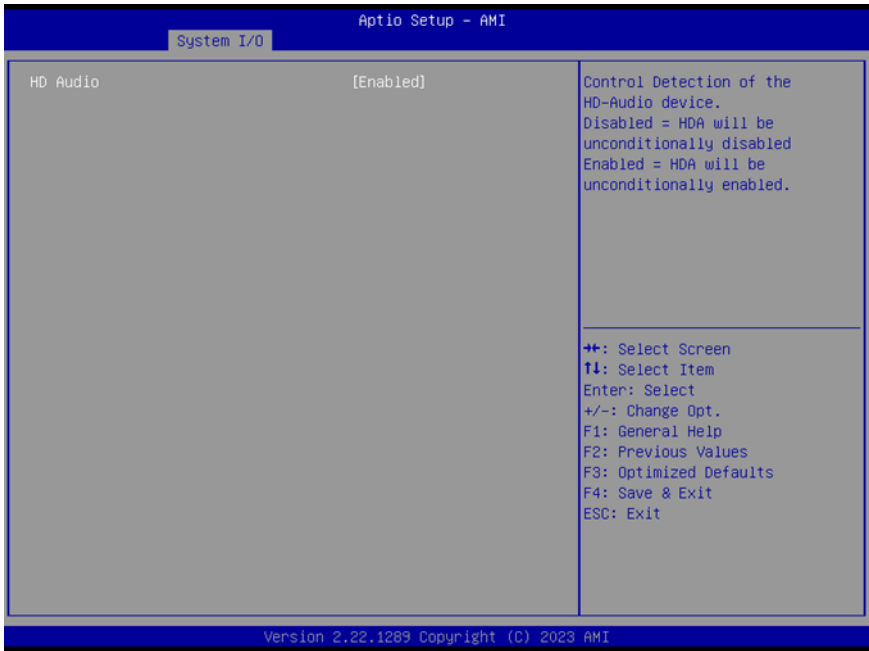 Aptio Setup – AMI
System I/O
HD Audio [Enabled]
Control Detection of the
HD-Audio device.
Disabled = HDA will be
unconditionally disabled
Enabled = HDA will be
unconditionally enabled.
→←: Select Screen
↑↓: Select Item
Enter: Select
+/-: Change Opt.
F1: General Help
F2: Previous Values
F3: Optimized Defaults
F4: Save & Exit
ESC: Exit
Version 2.22.1289 Copyright (C) 2023 AMI